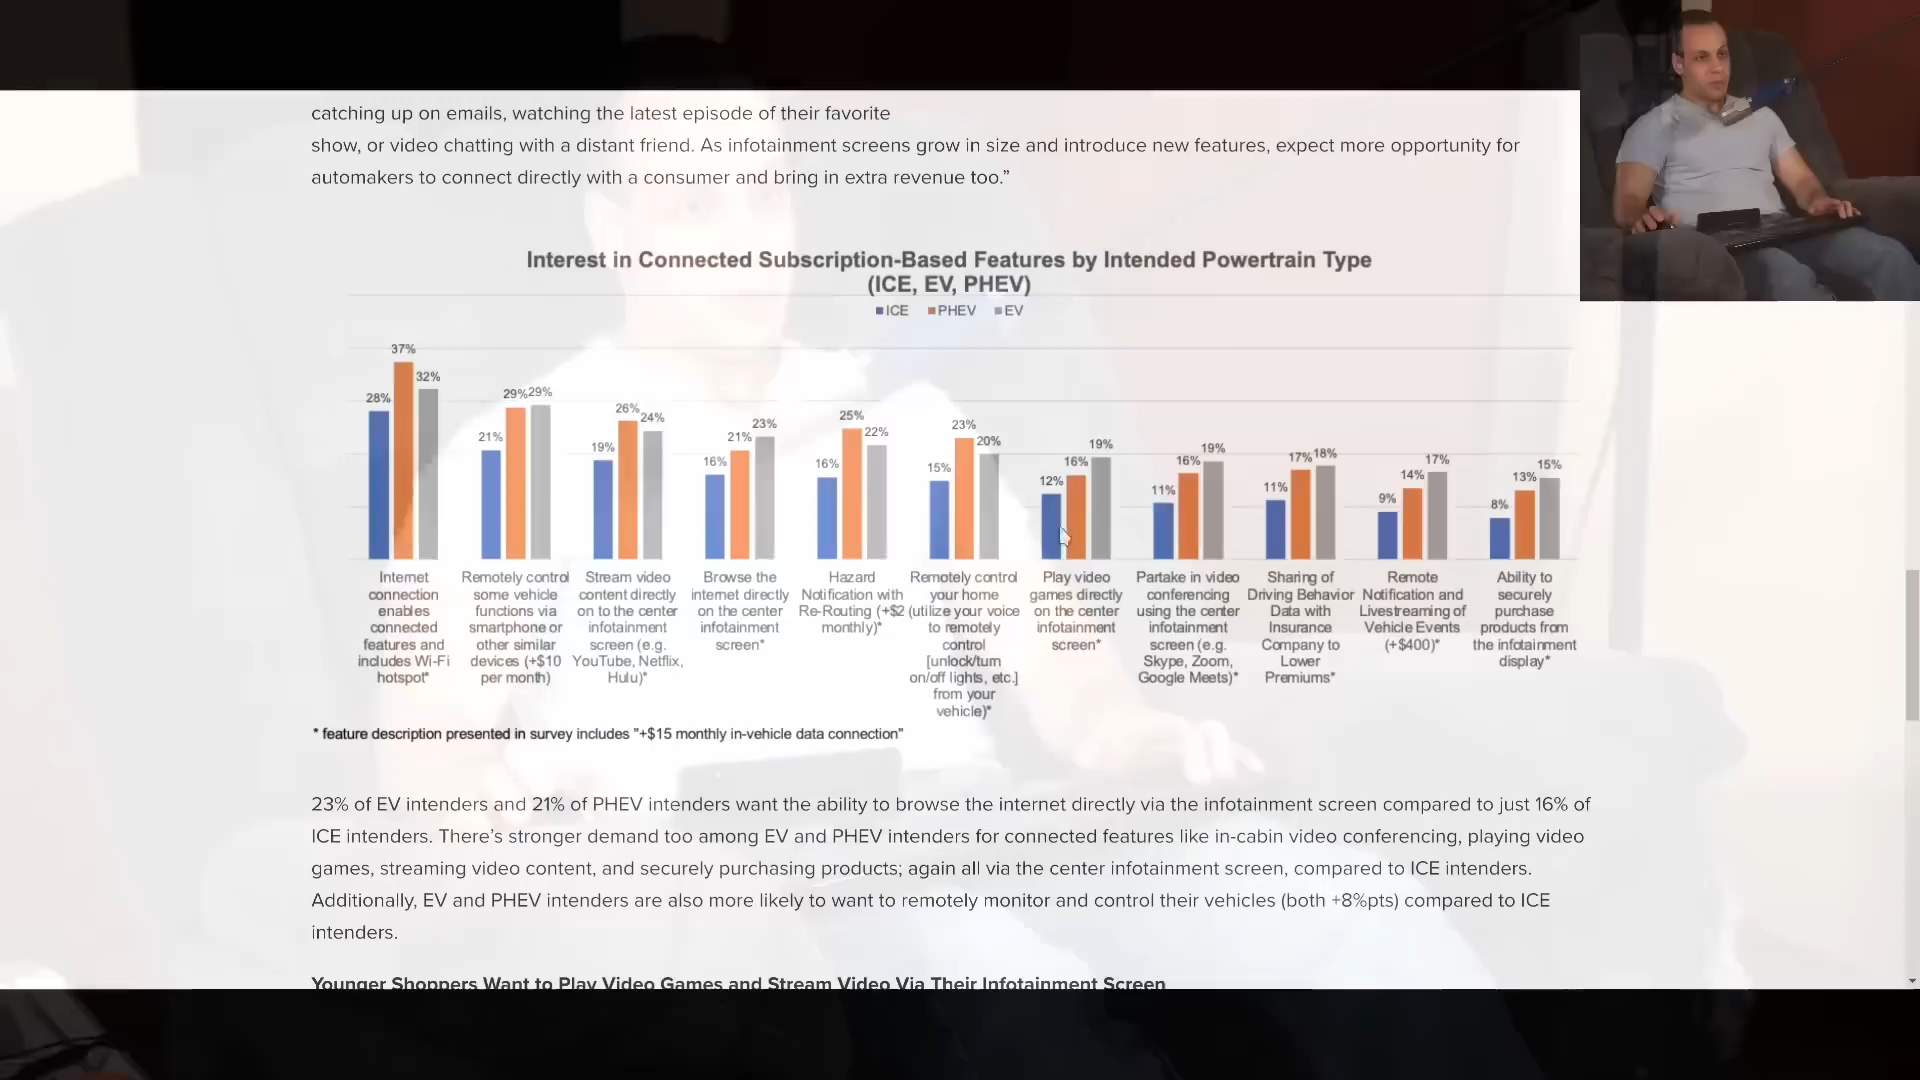 catching up on emails, watching the latest episode of their favorite
show, or video chatting with a distant friend. As infotainment screens grow in size and introduce new features, expect more opportunity for
automakers to connect directly with a consumer and bring in extra revenue too.”
Interest in Connected Subscription-Based Features by Intended Powertrain Type
(ICE, EV, PHEV)
ICE PHEV EV
28% 37% 32%
21% 29% 29%
19% 26% 24%
16% 21% 23%
16% 25% 22%
15% 23% 20%
12% 16% 19%
11% 16% 19%
11% 17% 18%
9% 14% 17%
8% 13% 15%
Internet
connection
enables
connected
features and
includes Wi-Fi
hotspot*
Remotely control
some vehicle
functions via
smartphone or
other similar
devices (+$10
per month)
Stream video
content directly
on to the center
infotainment
screen (e.g.
YouTube, Netflix,
Hulu)*
Browse the
internet directly
on the center
infotainment
screen*
Hazard
Notification with
Re-Routing (+$2
monthly)*
Remotely control
your home
(utilize your voice
to remotely
control
[unlock/turn
on/off lights, etc.]
from your
vehicle)*
Play video
games directly
on the center
infotainment
screen*
Partake in video
conferencing
using the center
infotainment
screen (e.g.
Skype, Zoom,
Google Meets)*
Sharing of
Driving Behavior
Data with
Insurance
Company to
Lower
Premiums*
Remote
Notification and
Livestreaming of
Vehicle Events
(+$400)*
Ability to
securely
purchase
products from
the infotainment
display*
* feature description presented in survey includes "+$15 monthly in-vehicle data connection"
23% of EV intenders and 21% of PHEV intenders want the ability to browse the internet directly via the infotainment screen compared to just 16% of
ICE intenders. There’s stronger demand too among EV and PHEV intenders for connected features like in-cabin video conferencing, playing video
games, streaming video content, and securely purchasing products; again all via the center infotainment screen, compared to ICE intenders.
Additionally, EV and PHEV intenders are also more likely to want to remotely monitor and control their vehicles (both +8%pts) compared to ICE
intenders.
Younger Shoppers Want to Play Video Games and Stream Video Via Their Infotainment Screen